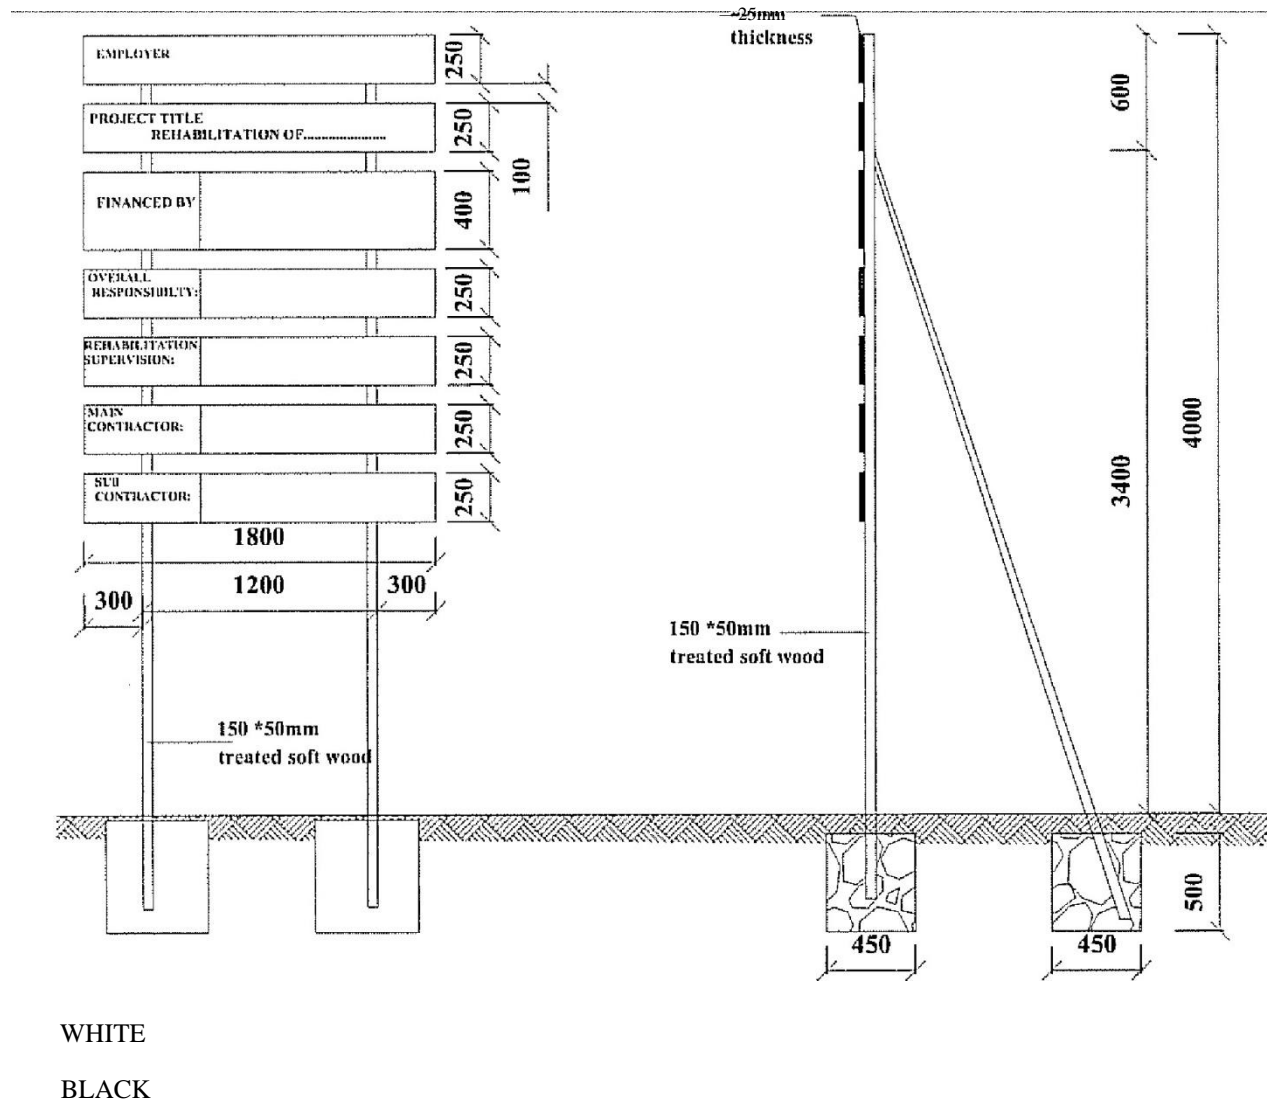 ~25mm
thickness
EMPLOYER
250
PROJECT TITLE
REHABILITATION OF........................
250
100
FINANCED BY
400
OVERALL
RESPONSIBILTY:
250
REHABILITATION
SUPERVISION:
250
MAIN
CONTRACTOR:
250
SUB
CONTRACTOR:
250
1800
300
1200
300
150 *50mm
treated soft wood
150 *50mm
treated soft wood
600
3400
4000
500
450
450
WHITE
BLACK